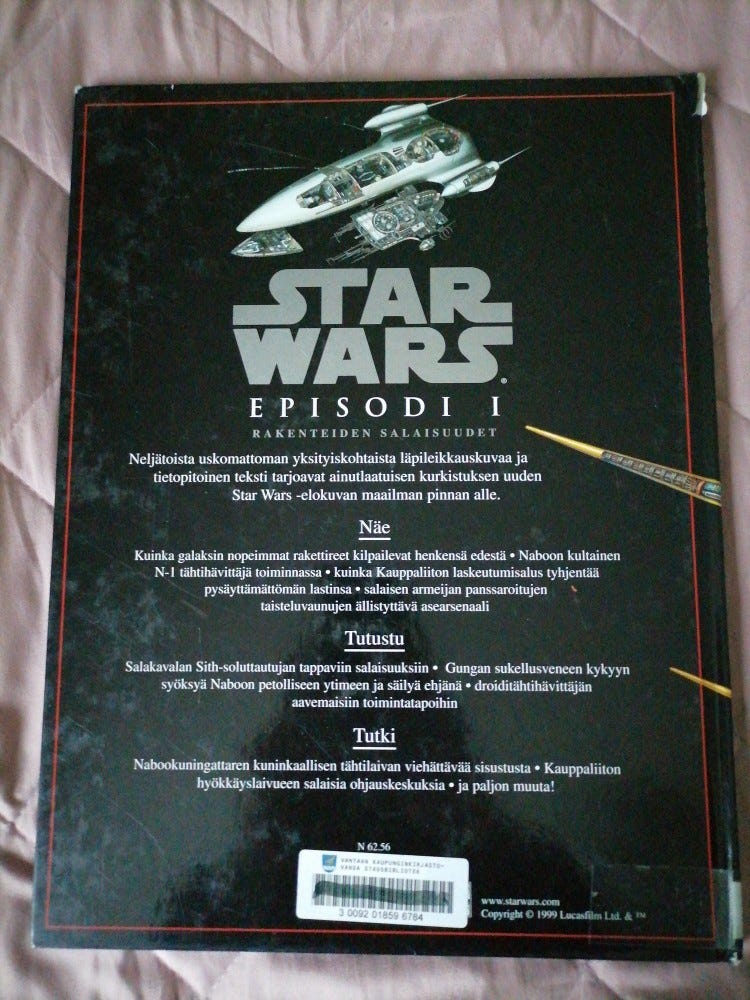 STAR
WARS.
EPISODI I
RAKENTEIDEN SALAISUUDET
Neljätoista uskomattoman yksityiskohtaista läpileikkauskuvaa ja
tietopitoinen teksti tarjoavat ainutlaatuisen kurkistuksen uuden
Star Wars -elokuvan maailman pinnan alle.
Näe
Kuinka galaksin nopeimmat rakettireet kilpailevat henkensä edestä • Naboon kultainen
N-1 tähtihävittäjä toiminnassa • kuinka Kauppaliiton laskeutumisalus tyhjentää
pysäyttämättömän lastinsa • salaisen armeijan panssaroitujen
taisteluvaunujen ällistyttävä asearsenaali
Tutustu
Salakavalan Sith-soluttautujan tappaviin salaisuuksiin • Gungan sukellusveneen kykyyn
syöksyä Naboon petolliseen ytimeen ja säilyä ehjänä • droiditähtihävittäjän
aavemaisiin toimintatapoihin
Tutki
Nabookuningattaren kuninkaallisen tähtilaivan viehättävää sisustusta • Kauppaliiton
hyökkäyslaivueen salaisia ohjauskeskuksia • ja paljon muuta!
N 62.56
VANTAAN KAUPUNGINKIRJASTO-
VANDA STADSBIBLIOTEK
3 0092 01859 6784
www.starwars.com
Copyright © 1999 Lucasfilm Ltd. & ™